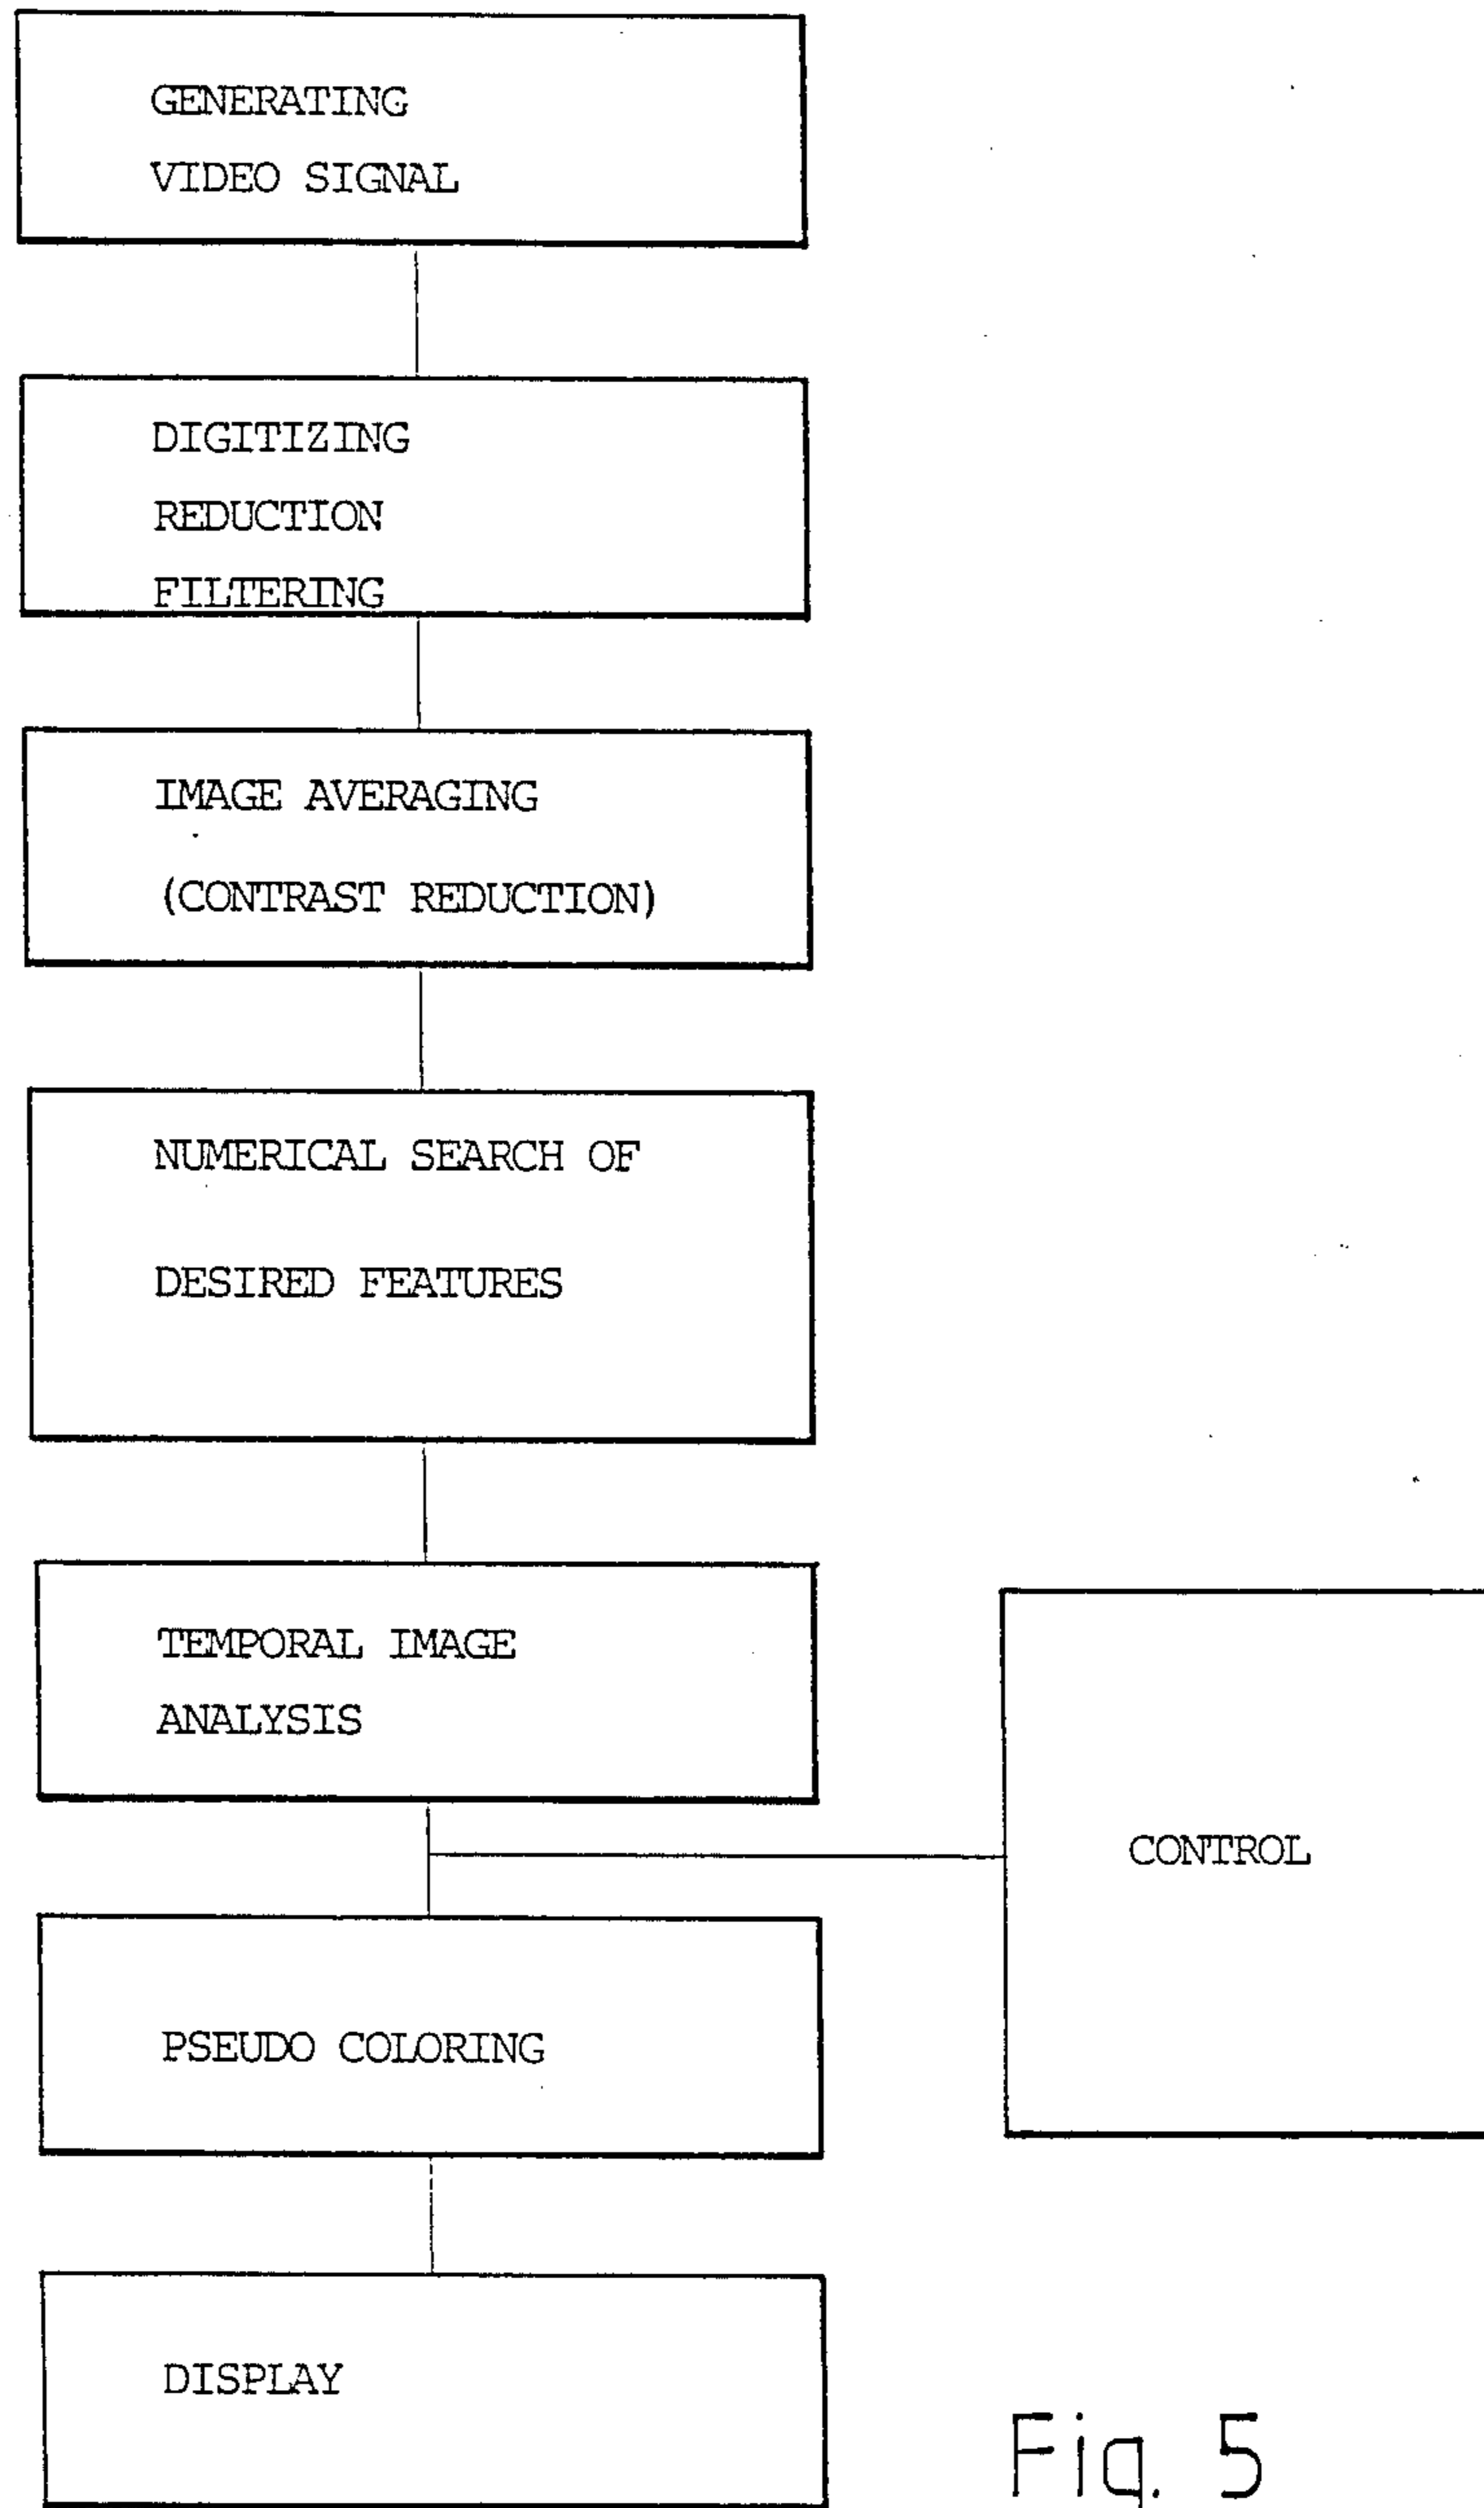 GENERATING
VIDEO SIGNAL
DIGITIZING
REDUCTION
FILTERING
IMAGE AVERAGING
(CONTRAST REDUCTION)
NUMERICAL SEARCH OF
DESIRED FEATURES
TEMPORAL IMAGE
ANALYSIS
CONTROL
PSEUDO COLORING
DISPLAY
Fig. 5